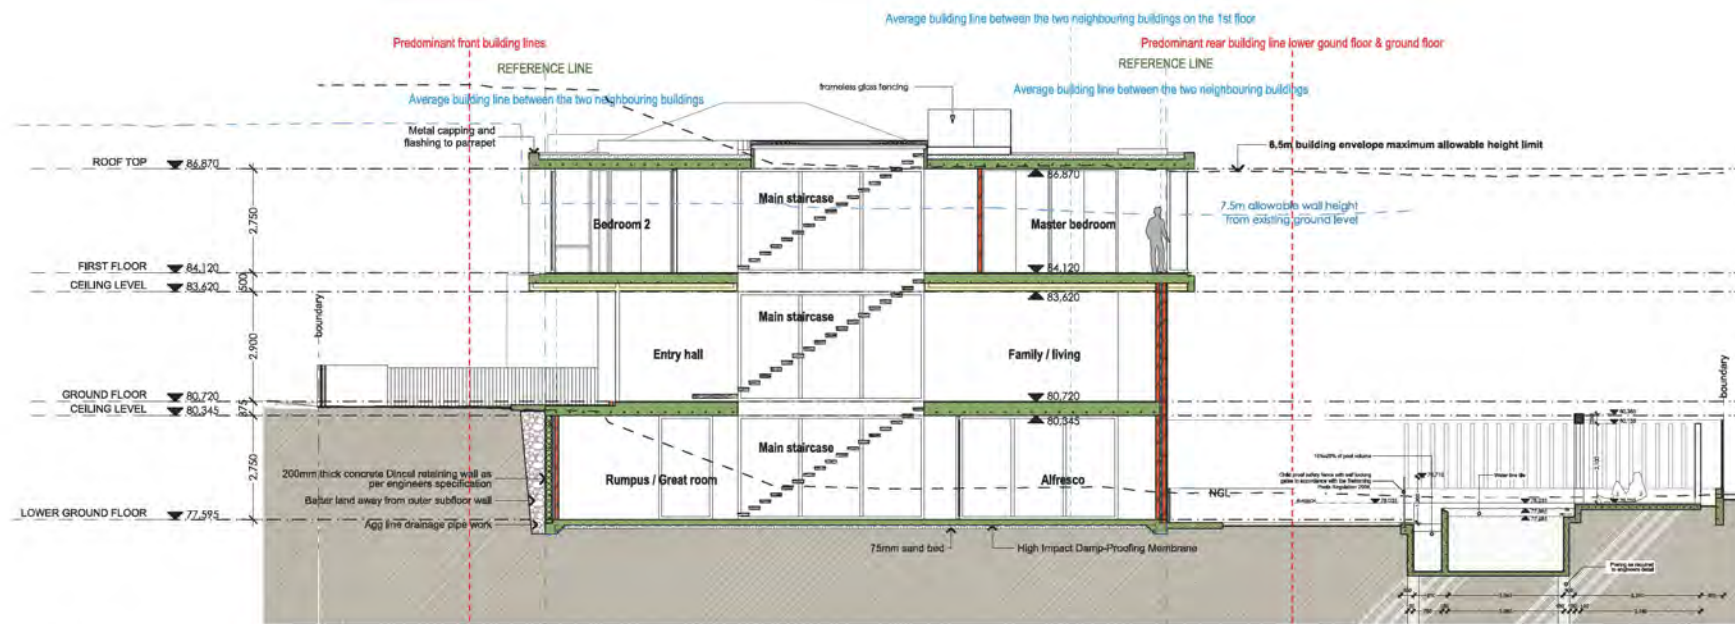 Average building line between the two neighbouring buildings on the 1st floor
Predominant front building lines
Predominant rear building line lower gound floor & ground floor
REFERENCE LINE
REFERENCE LINE
frameless glass fencing
Average building line between the two neighbouring buildings
Average building line between the two neighbouring buildings
Metal capping and
flashing to parrapet
8.5m building envelope maximum allowable height limit
ROOF TOP 86,870
86,870
2,750
Main staircase
7.5m allowable wall height
from existing ground level
Bedroom 2
Master bedroom
FIRST FLOOR 84,120
84,120
500
CEILING LEVEL 83,620
83,620
boundary
Main staircase
2,900
Entry hall
Family / living
GROUND FLOOR 80,720
80,720
375
CEILING LEVEL 80,345
80,345
boundary
Main staircase
2,750
200mm thick concrete Dincel retaining wall as
per engineers specification
Rumpus / Great room
Alfresco
Batter land away from outer subfloor wall
NGL
LOWER GROUND FLOOR 77,595
Agg line drainage pipe work
75mm sand bed
High Impact Damp-Proofing Membrane